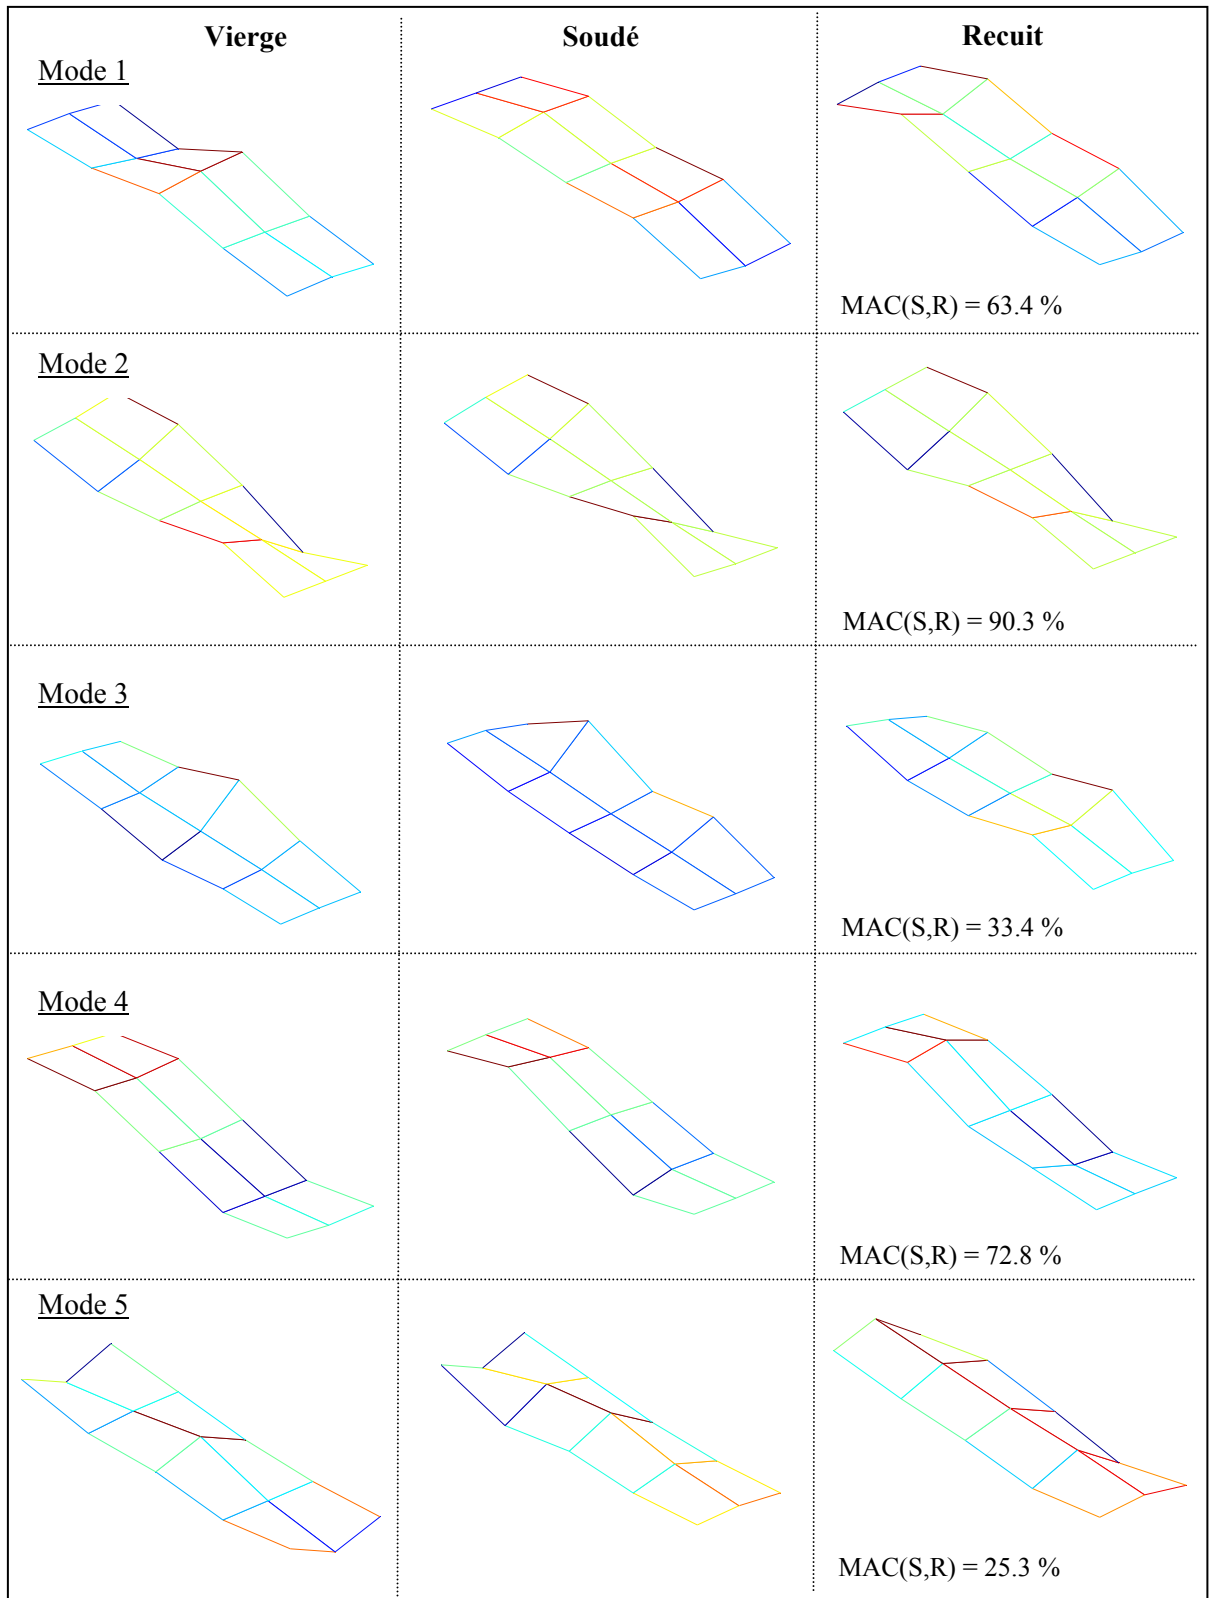 Vierge Soudé Recuit
Mode 1
MAC(S,R) = 63.4 %
Mode 2
MAC(S,R) = 90.3 %
Mode 3
MAC(S,R) = 33.4 %
Mode 4
MAC(S,R) = 72.8 %
Mode 5
MAC(S,R) = 25.3 %